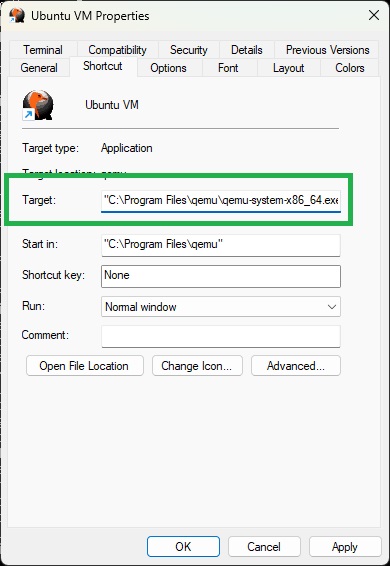 Ubuntu VM Properties
Terminal Compatibility Security Details Previous Versions
General Shortcut Options Font Layout Colors
Ubuntu VM
Target type: Application
Target location: qemu
Target: "C:\Program Files\qemu\qemu-system-x86_64.exe
Start in: "C:\Program Files\qemu"
Shortcut key: None
Run: Normal window
Comment:
Open File Location Change Icon... Advanced...
OK Cancel Apply